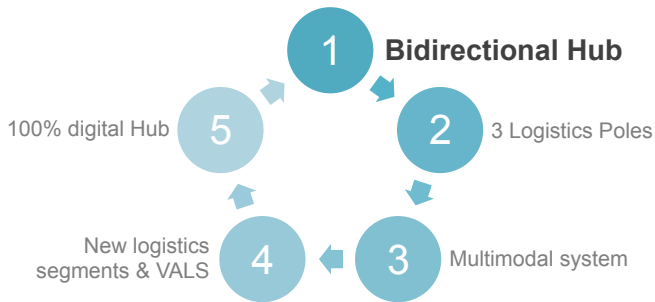 1
Bidirectional Hub
2
3 Logistics Poles
3
Multimodal system
4
New logistics
segments & VALS
5
100% digital Hub